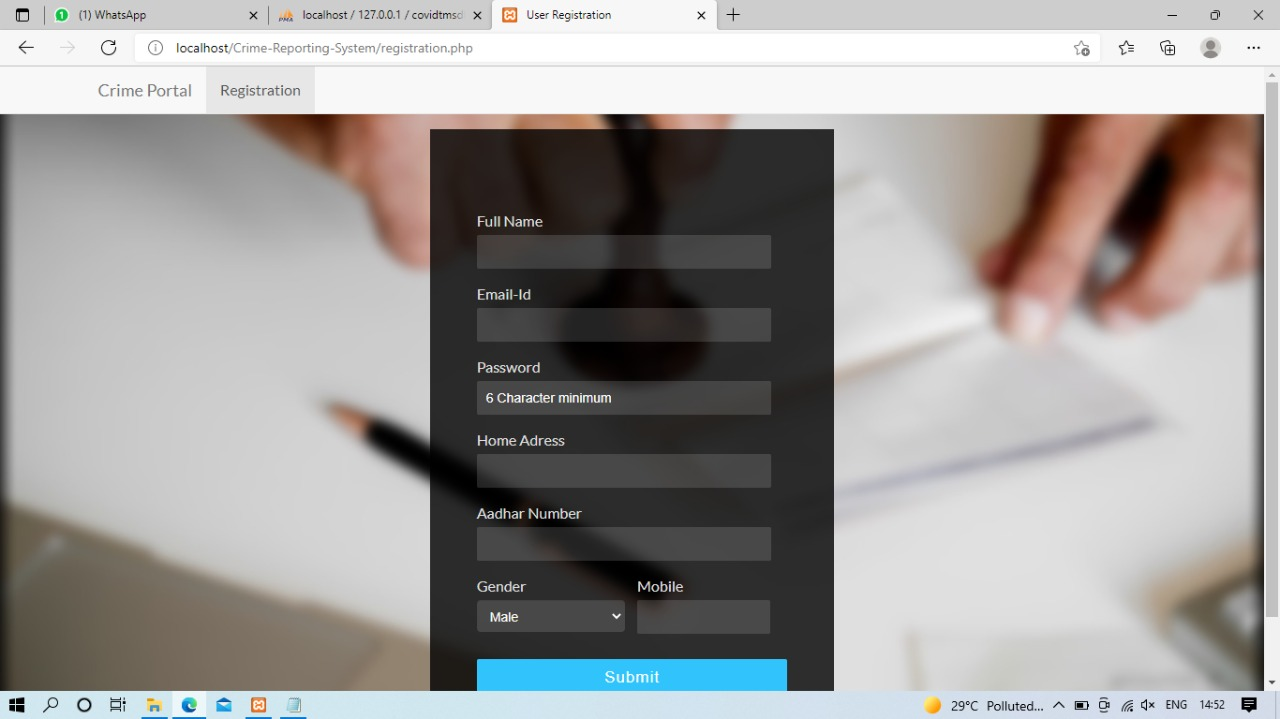 (1) WhatsApp
localhost / 127.0.0.1 / covidtmsd
User Registration
localhost/Crime-Reporting-System/registration.php
Crime Portal
Registration
Full Name
Email-Id
Password
6 Character minimum
Home Adress
Aadhar Number
Gender
Mobile
Male
Submit
29°C Polluted...
ENG
14:52